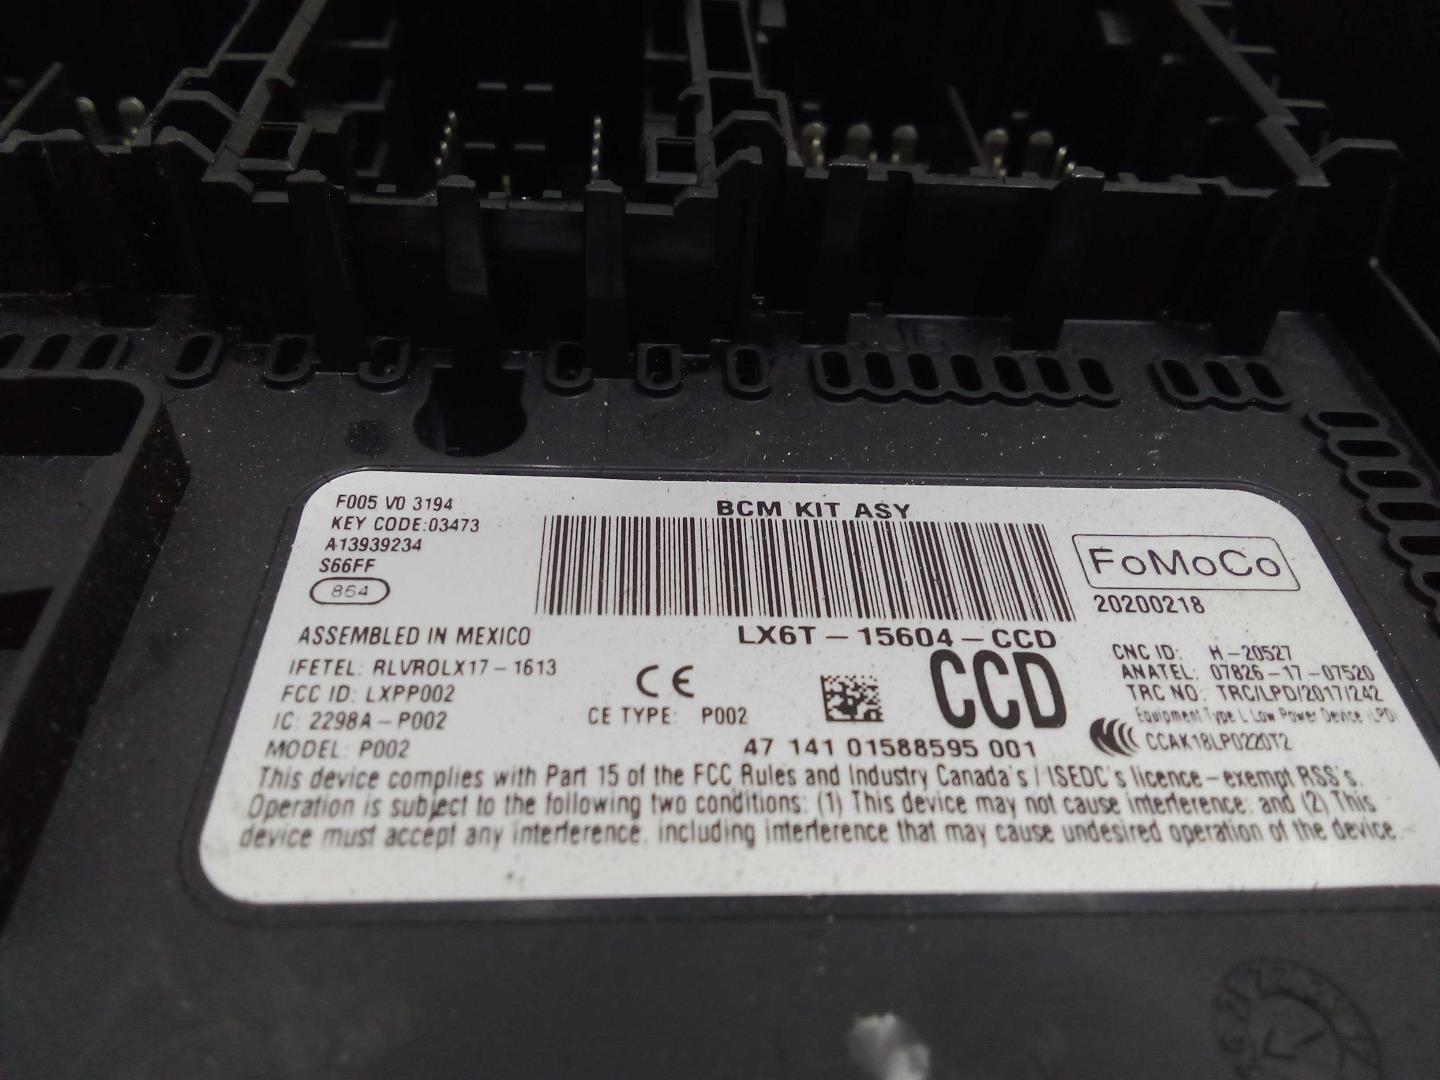 F005 V0 3194
KEY CODE:03473
A13939234
S66FF
864
BCM KIT ASY
FoMoCo
20200218
ASSEMBLED IN MEXICO
LX6T-15604-CCD
IFETEL: RLVROLX17-1613
FCC ID: LXPP002
IC: 2298A-P002
MODEL: P002
CE
CE TYPE: P002
CCD
47 141 01588595 001
CNC ID: H-20527
ANATEL: 07826-17-07520
TRC NO: TRC/LPD/2017/242
Equipment Type L Low Power Device (LPD)
CCAK18LP0220T2
This device complies with Part 15 of the FCC Rules and Industry Canada's / ISEDC's licence-exempt RSS's.
Operation is subject to the following two conditions: (1) This device may not cause interference; and (2) This
device must accept any interference, including interference that may cause undesired operation of the device.